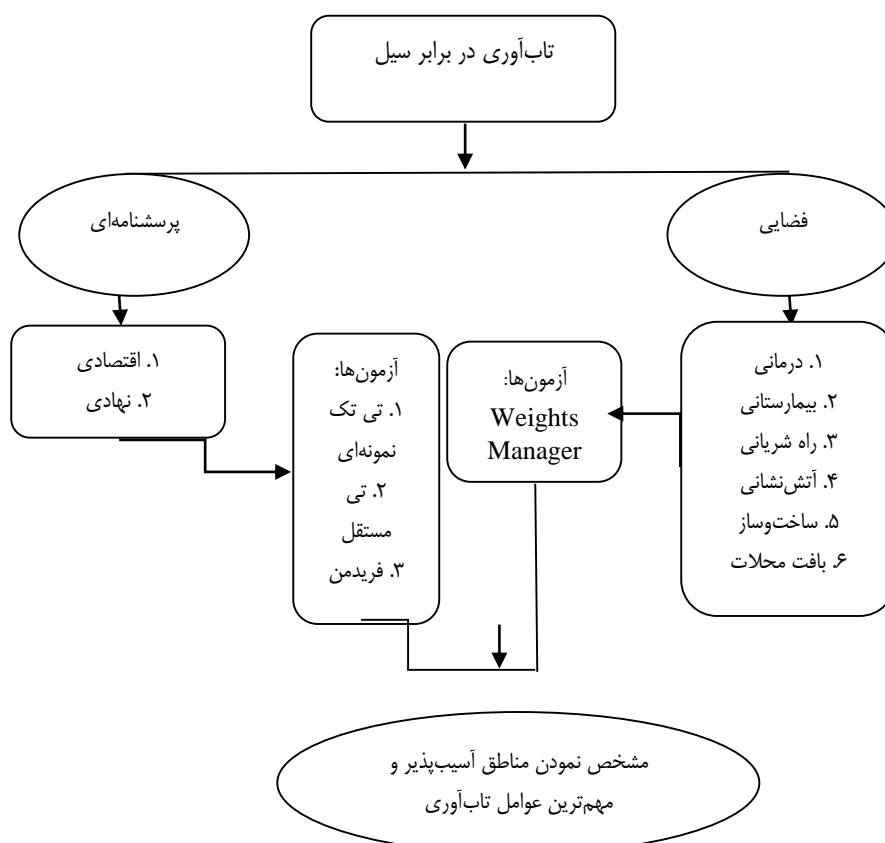 تاب‌آوری در برابر سیل
فضایی
پرسشنامه‌ای
۱. درمانی
۲. بیمارستانی
۳. راه شریانی
۴. آتش‌نشانی
۵. ساخت‌وساز
۶. بافت محلات
آزمون‌ها:
Weights
Manager
۱. اقتصادی
۲. نهادی
آزمون‌ها:
۱. تی تک
نمونه‌ای
۲. تی
مستقل
۳. فریدمن
مشخص نمودن مناطق آسیب‌پذیر و
مهم‌ترین عوامل تاب‌آوری